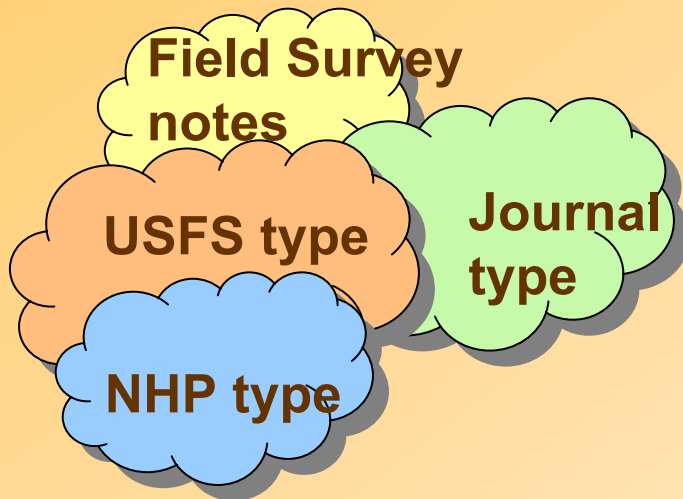 Field Survey
notes
Journal
type
USFS type
NHP type